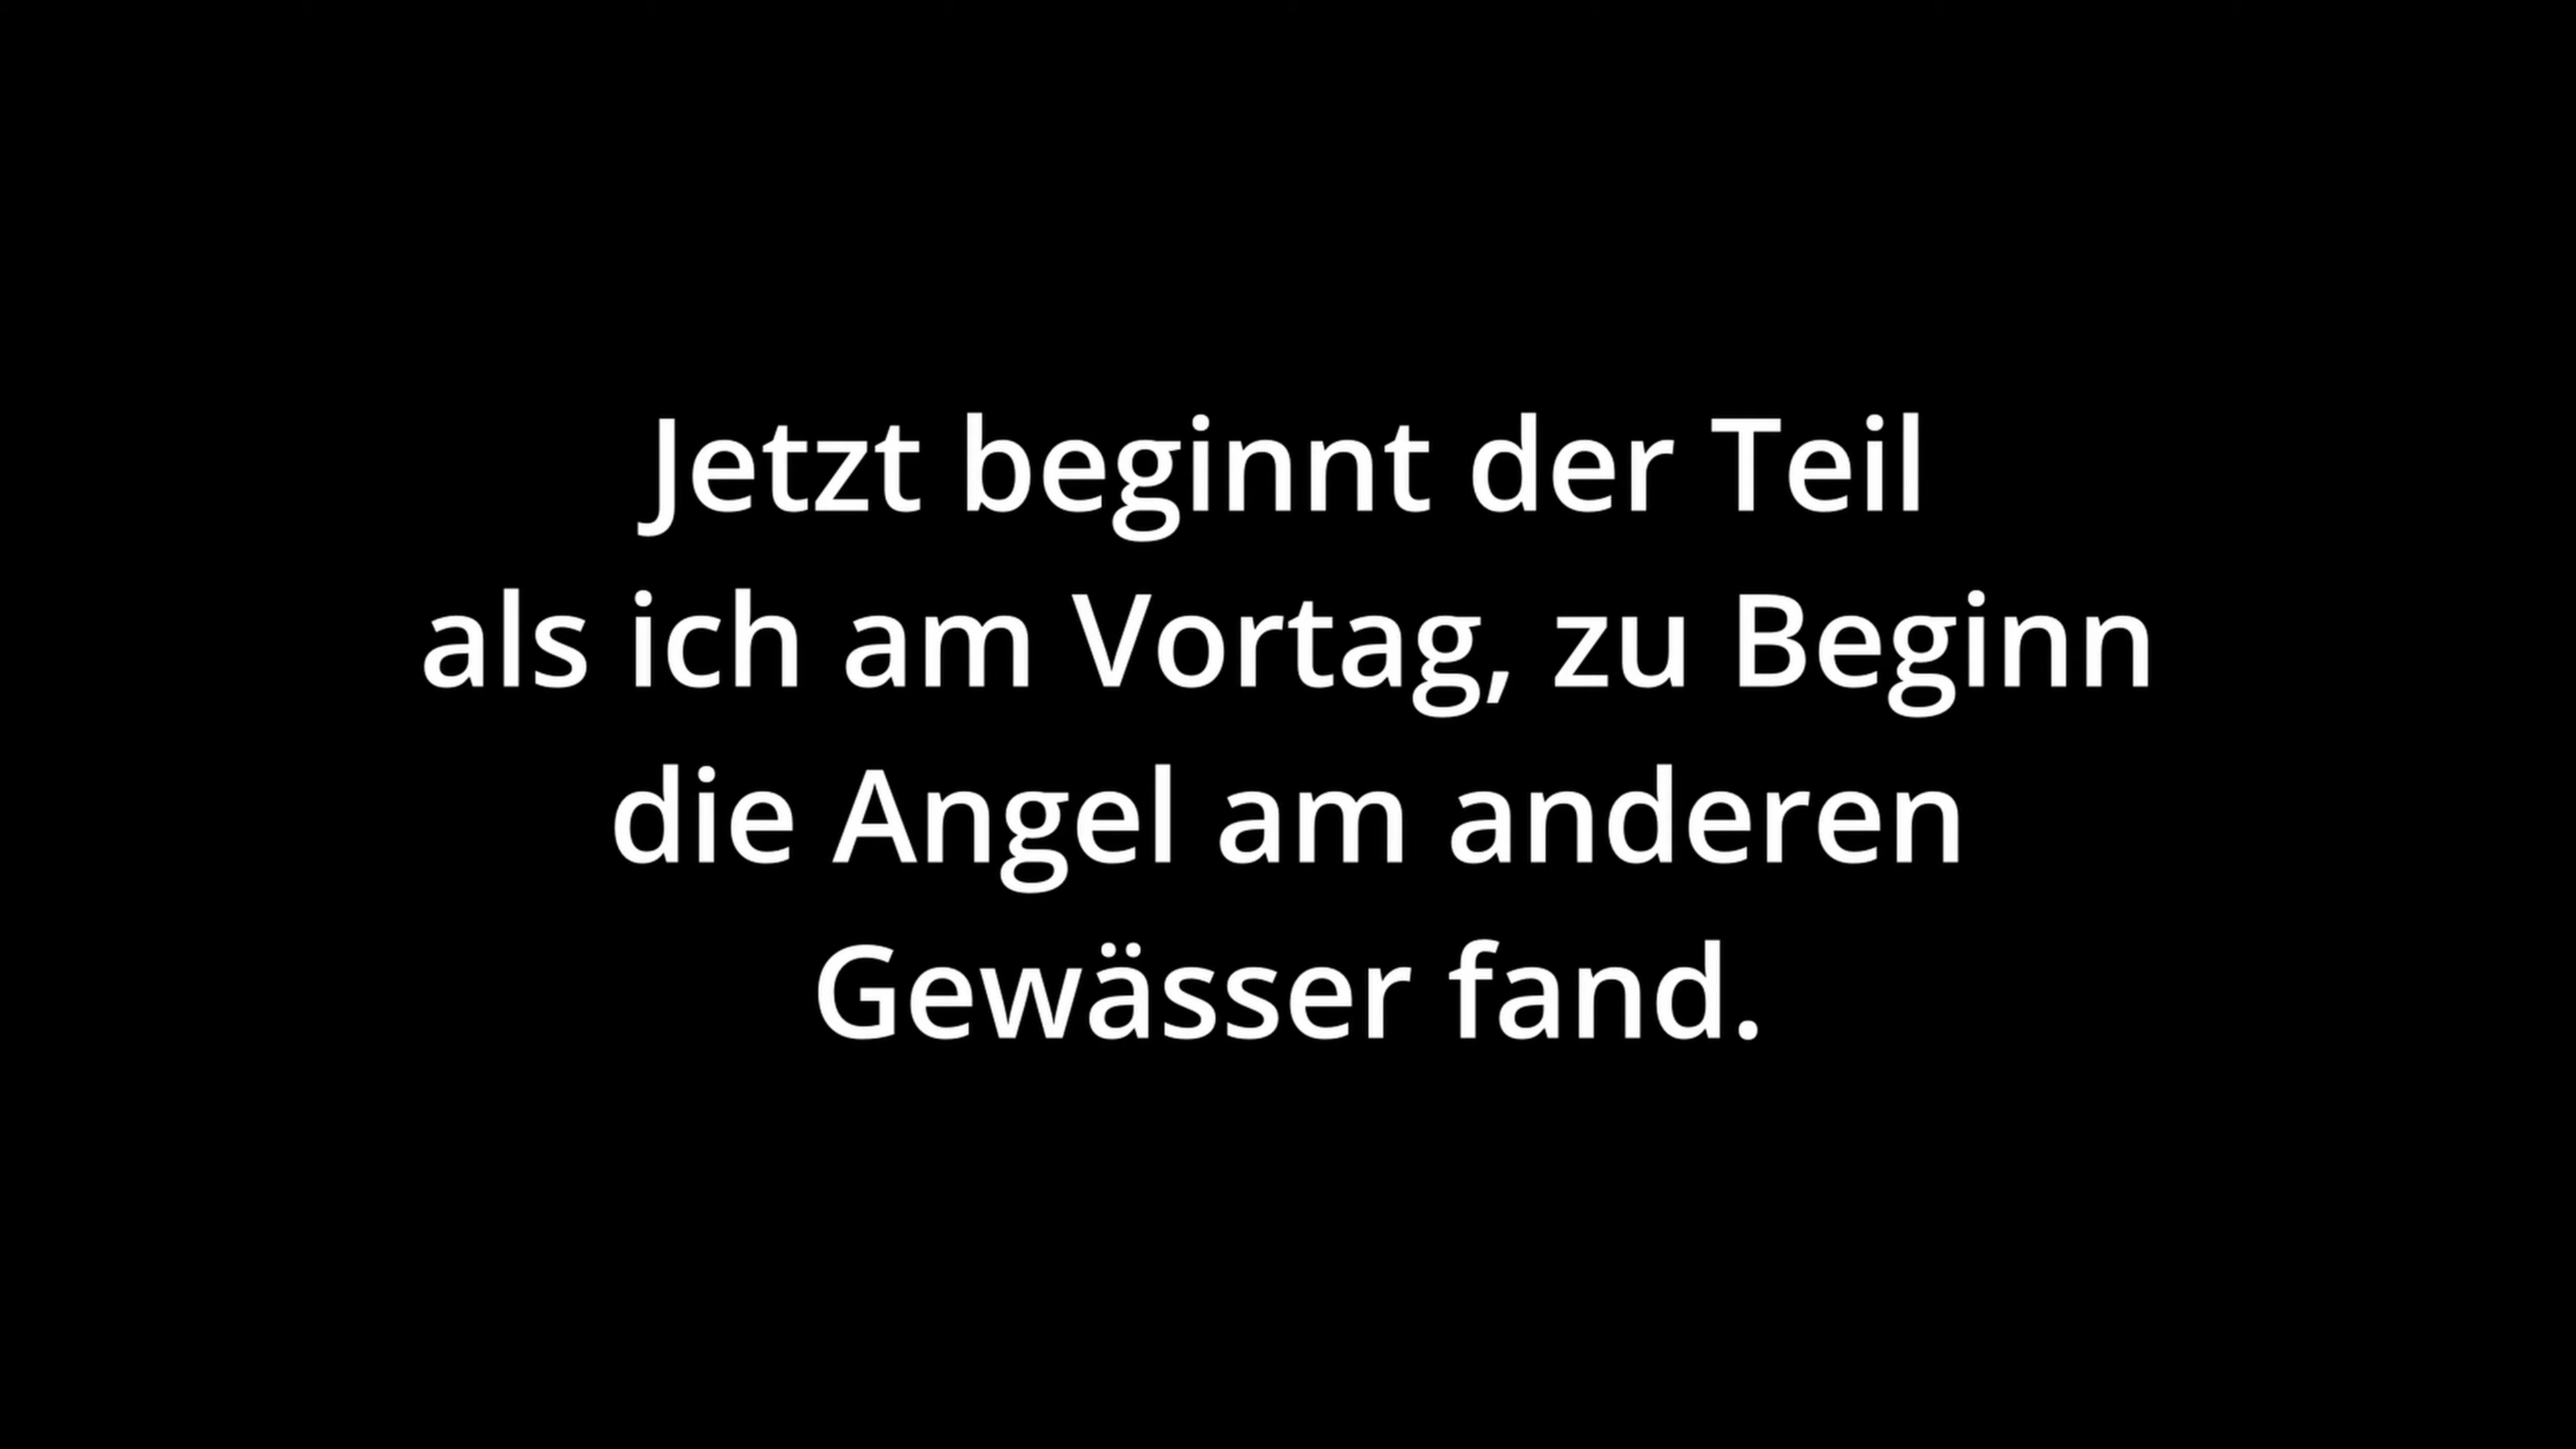 Jetzt beginnt der Teil
als ich am Vortag, zu Beginn
die Angel am anderen
Gewässer fand.